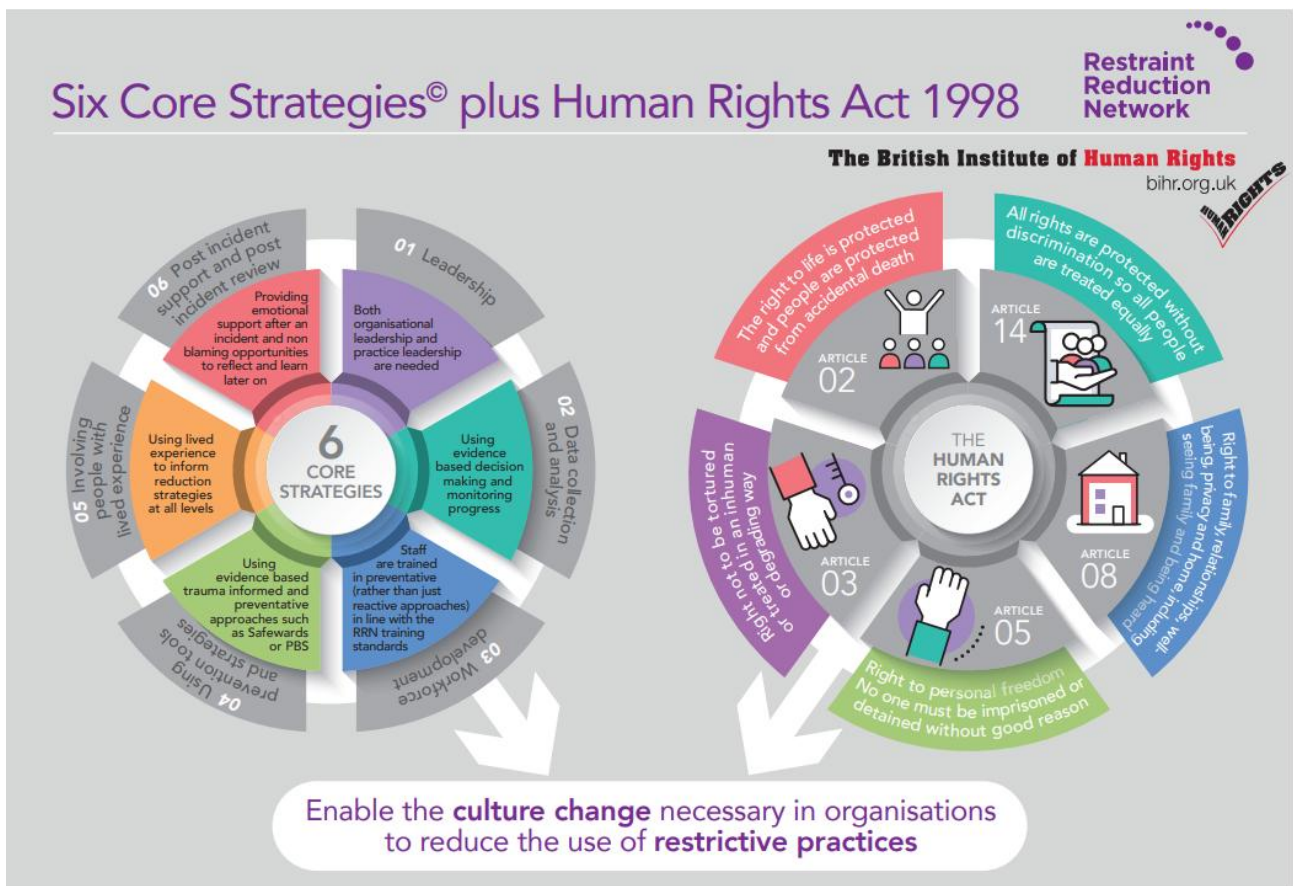 Six Core Strategies© plus Human Rights Act 1998
Restraint
Reduction
Network
The British Institute of Human Rights
bihr.org.uk
HUMAN RIGHTS
01 Leadership
Both
organisational
leadership and
practice leadership
are needed
02 Data collection
and analysis
Using
evidence
based decision
making and
monitoring
progress
03 Workforce
development
Staff
are trained
in preventative
(rather than just
reactive approaches)
in line with the
RRN training
standards
04 Using
prevention tools
and strategies
Using
evidence based
trauma informed and
preventative
approaches such
as Safewards
or PBS
05 Involving
people with
lived experience
Using lived
experience
to inform
reduction
strategies
at all levels
06 Post incident
support and post
incident review
Providing
emotional
support after an
incident and non
blaming opportunities
to reflect and learn
later on
6
CORE
STRATEGIES
The right to life is protected
and people are protected
from accidental death
ARTICLE
02
All rights are protected without
discrimination so all people
are treated equally
ARTICLE
14
Right not to be tortured
or treated in an inhuman
or degrading way
ARTICLE
03
Right to family, relationships, well-
being, privacy and home, including
seeing family and being heard
ARTICLE
08
ARTICLE
05
Right to personal freedom
No one must be imprisoned or
detained without good reason
THE
HUMAN
RIGHTS
ACT
Enable the culture change necessary in organisations
to reduce the use of restrictive practices